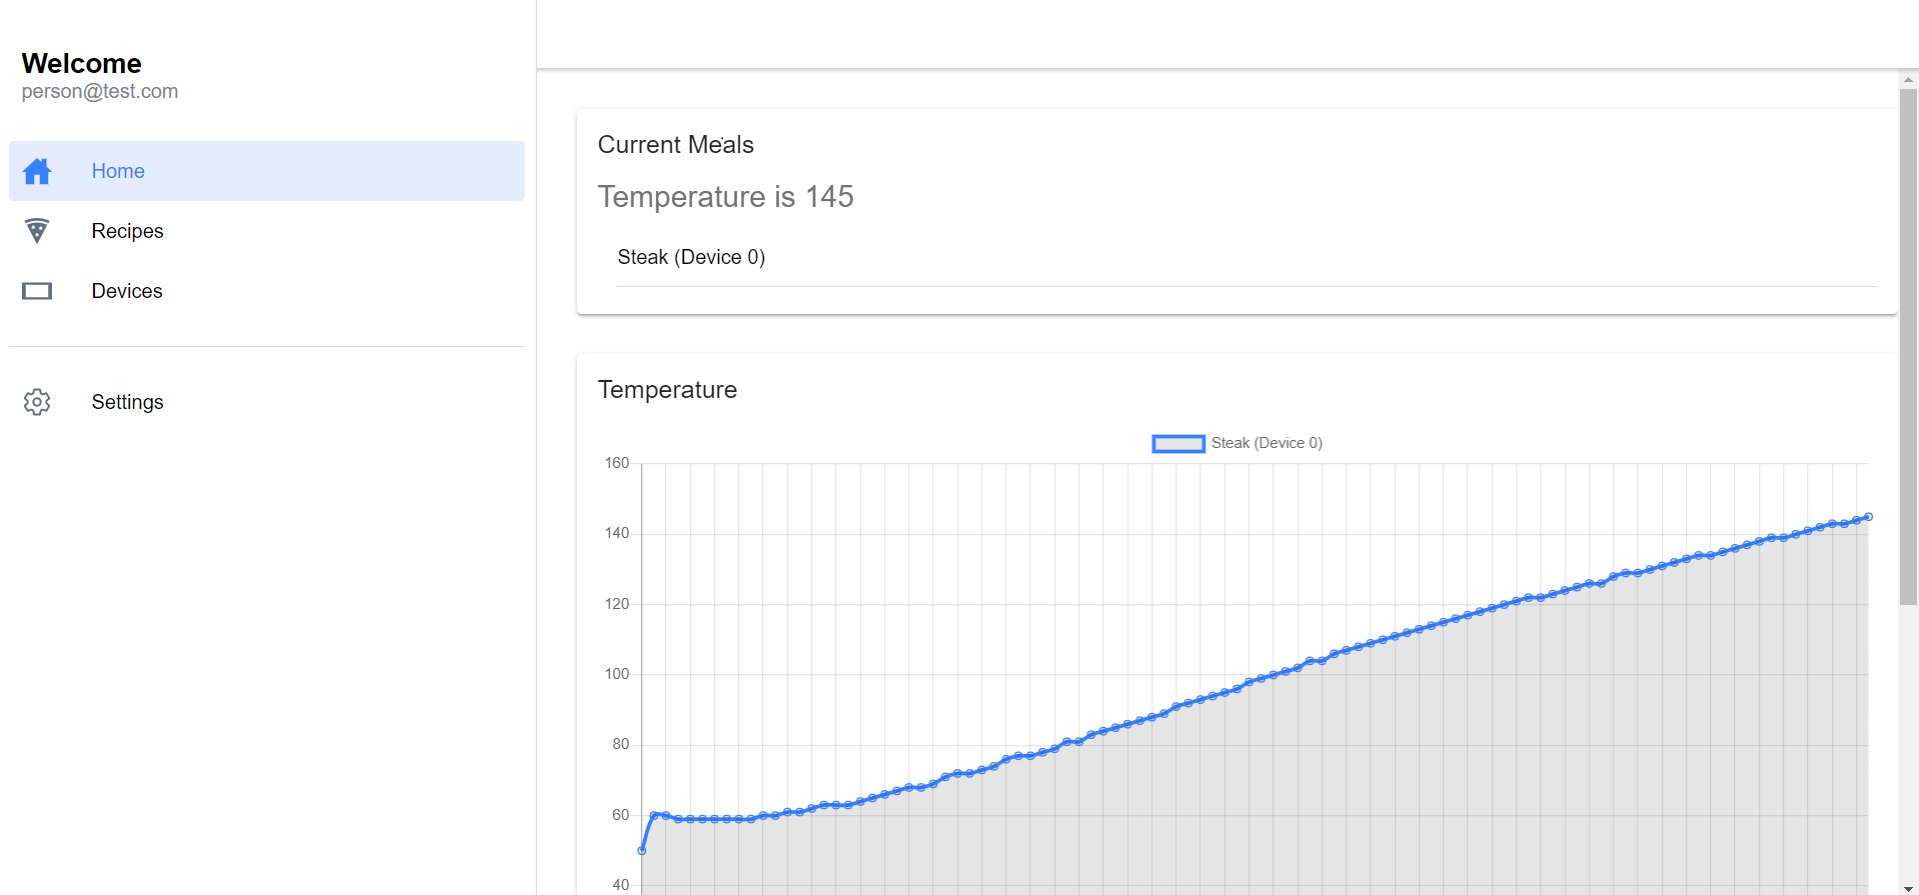 Welcome
person@test.com
Home
Recipes
Devices
Settings
Current Meals
Temperature is 145
Steak (Device 0)
Temperature
Steak (Device 0)
160
140
120
100
80
60
40